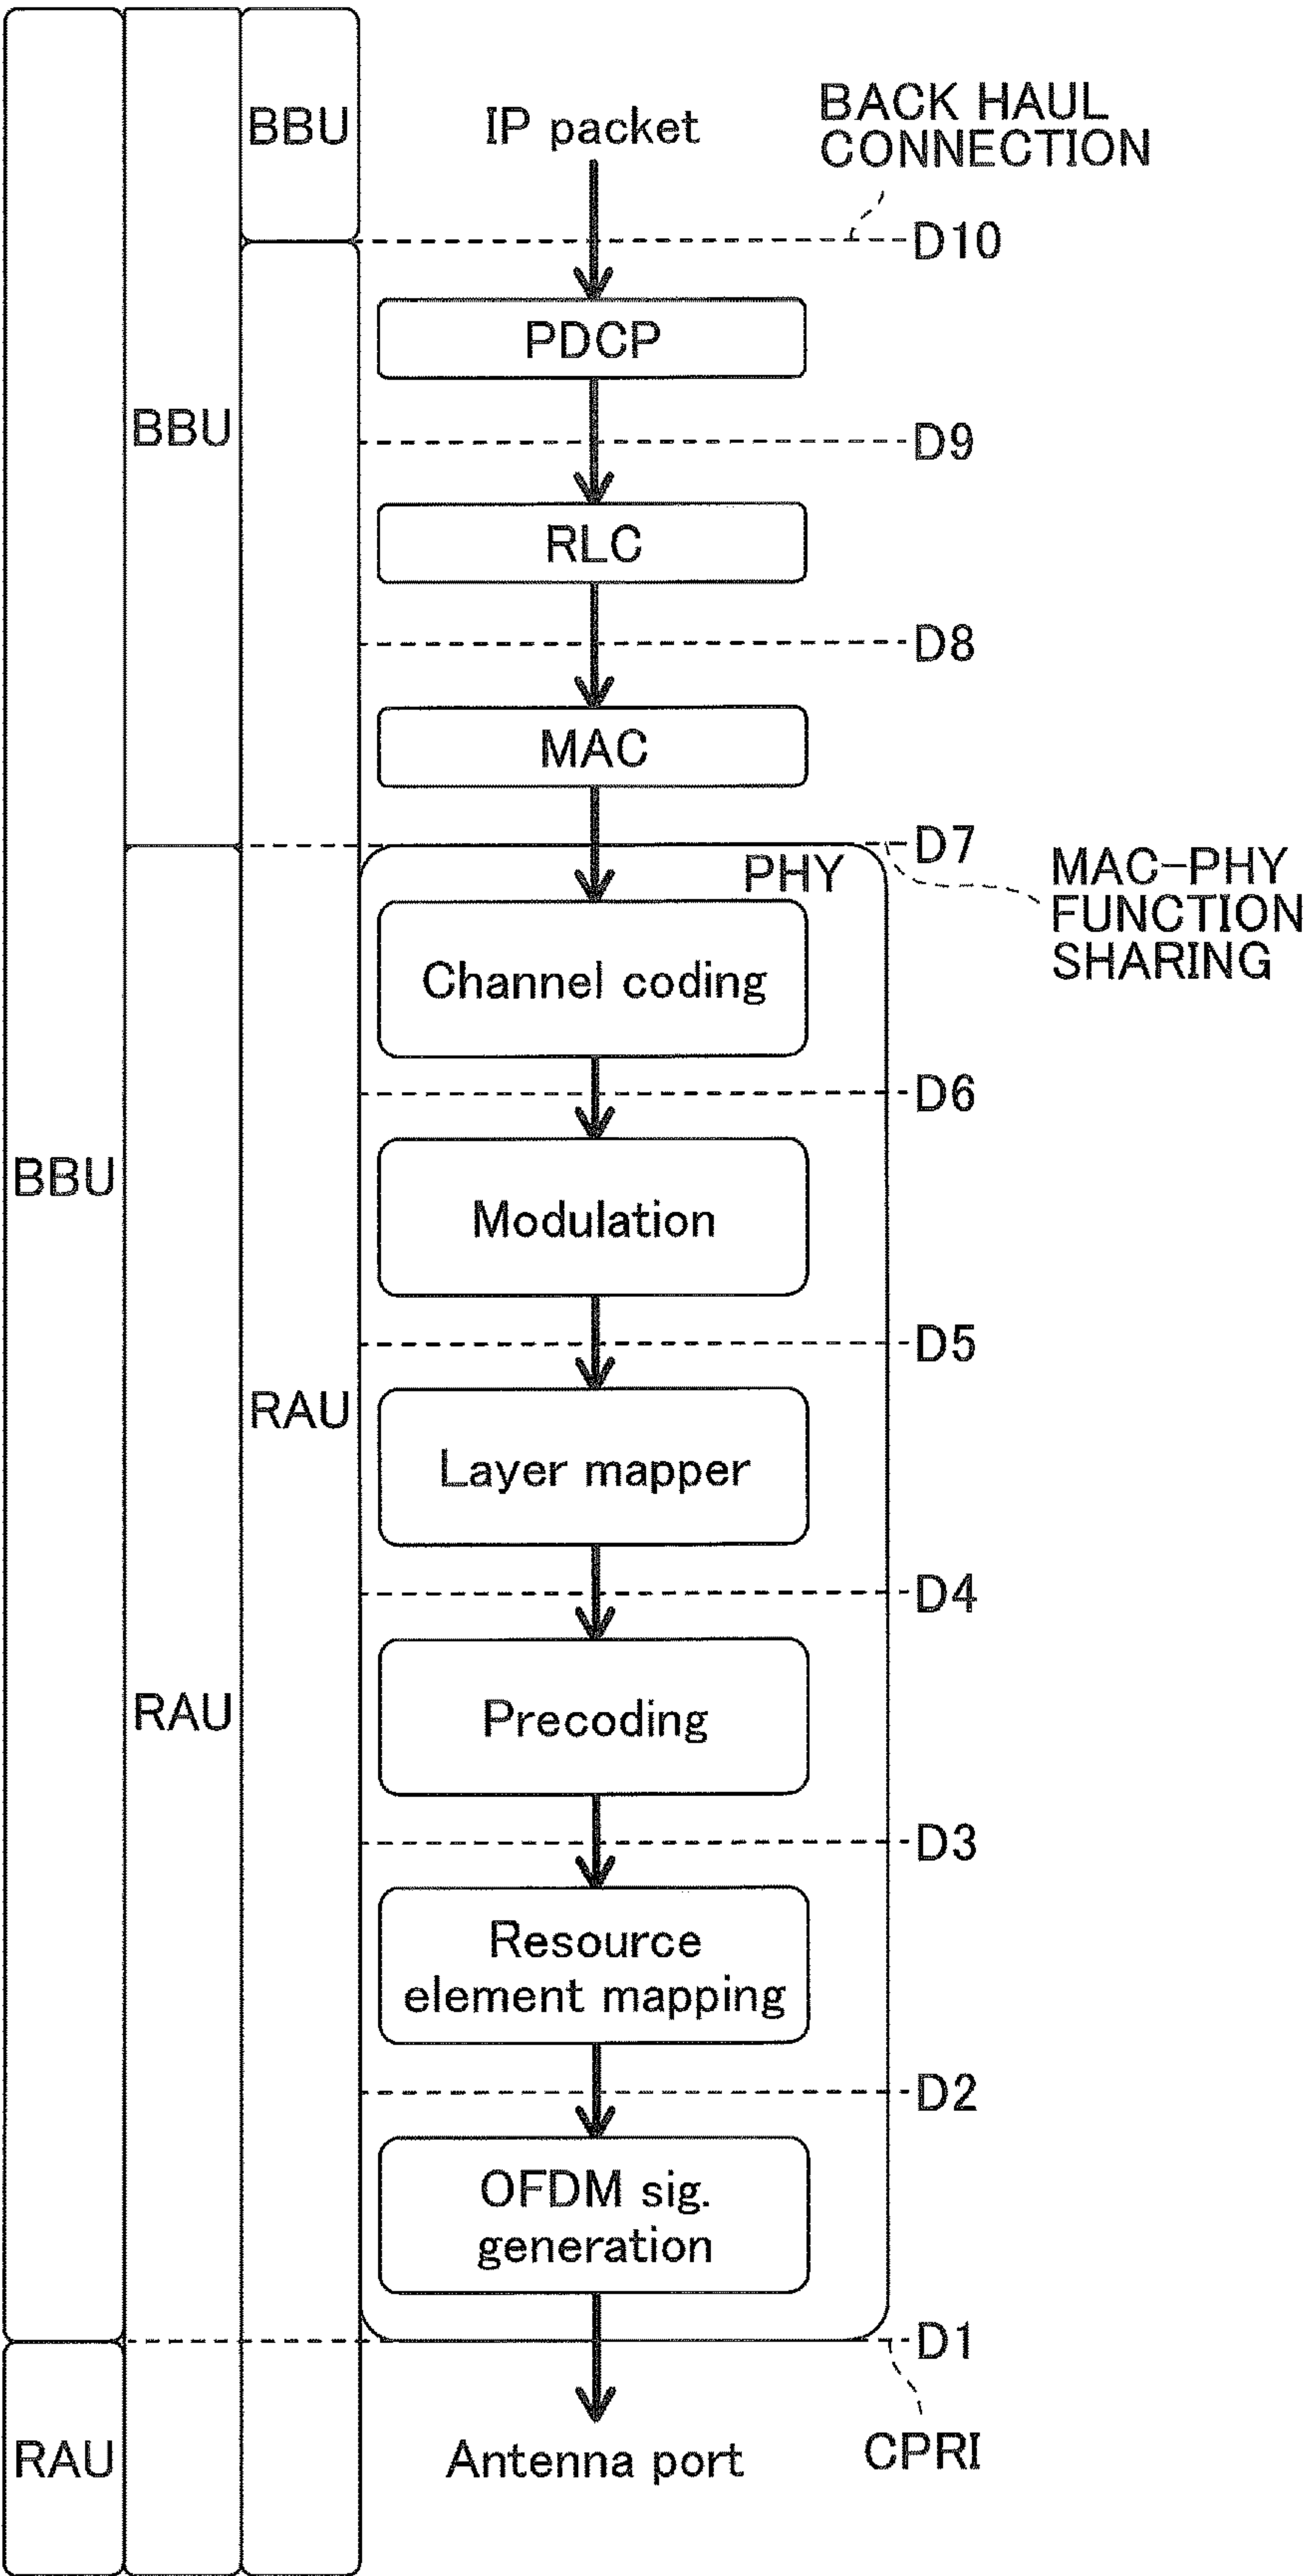 BBU
IP packet
BACK HAUL
CONNECTION
D10
PDCP
BBU
D9
RLC
D8
MAC
D7
PHY
MAC-PHY
FUNCTION
SHARING
Channel coding
D6
BBU
Modulation
D5
RAU
Layer mapper
D4
RAU
Precoding
D3
Resource
element mapping
D2
OFDM sig.
generation
D1
RAU
Antenna port
CPRI